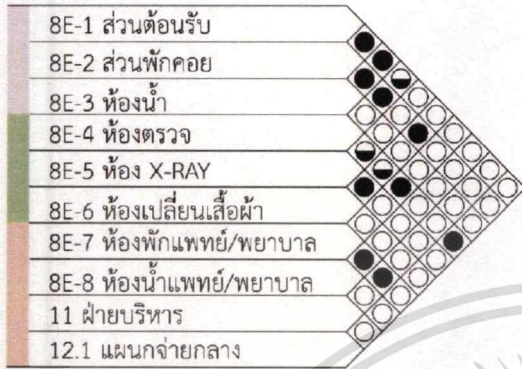 8E-1 ส่วนต้อนรับ
8E-2 ส่วนพักคอย
8E-3 ห้องน้ำ
8E-4 ห้องตรวจ
8E-5 ห้อง X-RAY
8E-6 ห้องเปลี่ยนเสื้อผ้า
8E-7 ห้องพักแพทย์/พยาบาล
8E-8 ห้องน้ำแพทย์/พยาบาล
11 ฝ่ายบริหาร
12.1 แผนกจ่ายกลาง